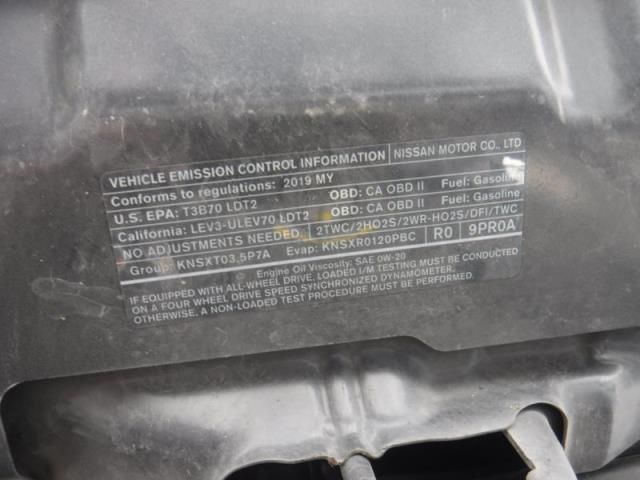 VEHICLE EMISSION CONTROL INFORMATION NISSAN MOTOR CO., LTD
Conforms to regulations: 2019 MY
U.S. EPA: T3B70 LDT2 OBD: CA OBD II Fuel: Gasoline
California: LEV3-ULEV70 LDT2 OBD: CA OBD II Fuel: Gasoline
NO ADJUSTMENTS NEEDED 2TWC/2HO2S/2WR-HO2S/DFI/TWC
Group: KNSXT03.5P7A Evap: KNSXR0120PBC R0 9PR0A
Engine Oil Viscosity: SAE 0W-20
IF EQUIPPED WITH ALL-WHEEL DRIVE, LOADED I/M TESTING MUST BE PERFORMED
ON A FOUR WHEEL DRIVE SPEED SYNCHRONIZED DYNAMOMETER.
OTHERWISE, A NON-LOADED TEST PROCEDURE MUST BE PERFORMED.